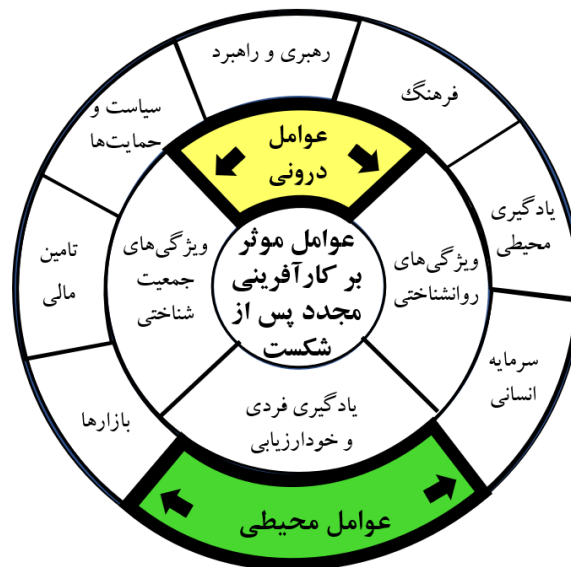 رهبری و راهبرد
فرهنگ
سیاست و
حمایت‌ها
عوامل
درونی
یادگیری
محیطی
تامین
مالی
ویژگی‌های
جمعیت
شناختی
عوامل موثر
بر کارآفرینی
مجدد پس از
شکست
ویژگی‌های
روانشناختی
سرمایه
انسانی
بازارها
یادگیری فردی
و خودارزیابی
عوامل محیطی